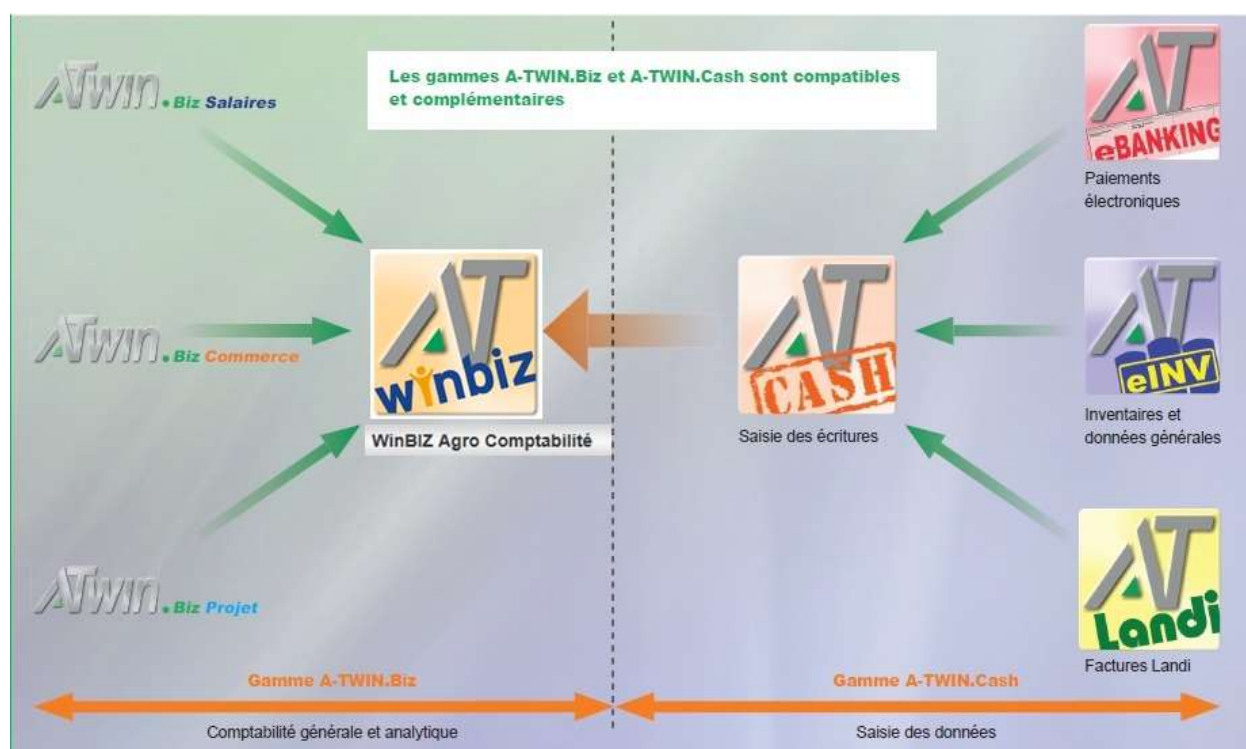 Les gammes A-TWIN.Biz et A-TWIN.Cash sont compatibles
et complémentaires
ATwin.Biz Salaires
ATwin.Biz Commerce
ATwin.Biz Projet
AT
winbiz
WinBIZ Agro Comptabilité
AT
CASH
Saisie des écritures
AT
eBANKING
Paiements
électroniques
AT
eINV
Inventaires et
données générales
AT
Landi
Factures Landi
Gamme A-TWIN.Biz
Comptabilité générale et analytique
Gamme A-TWIN.Cash
Saisie des données